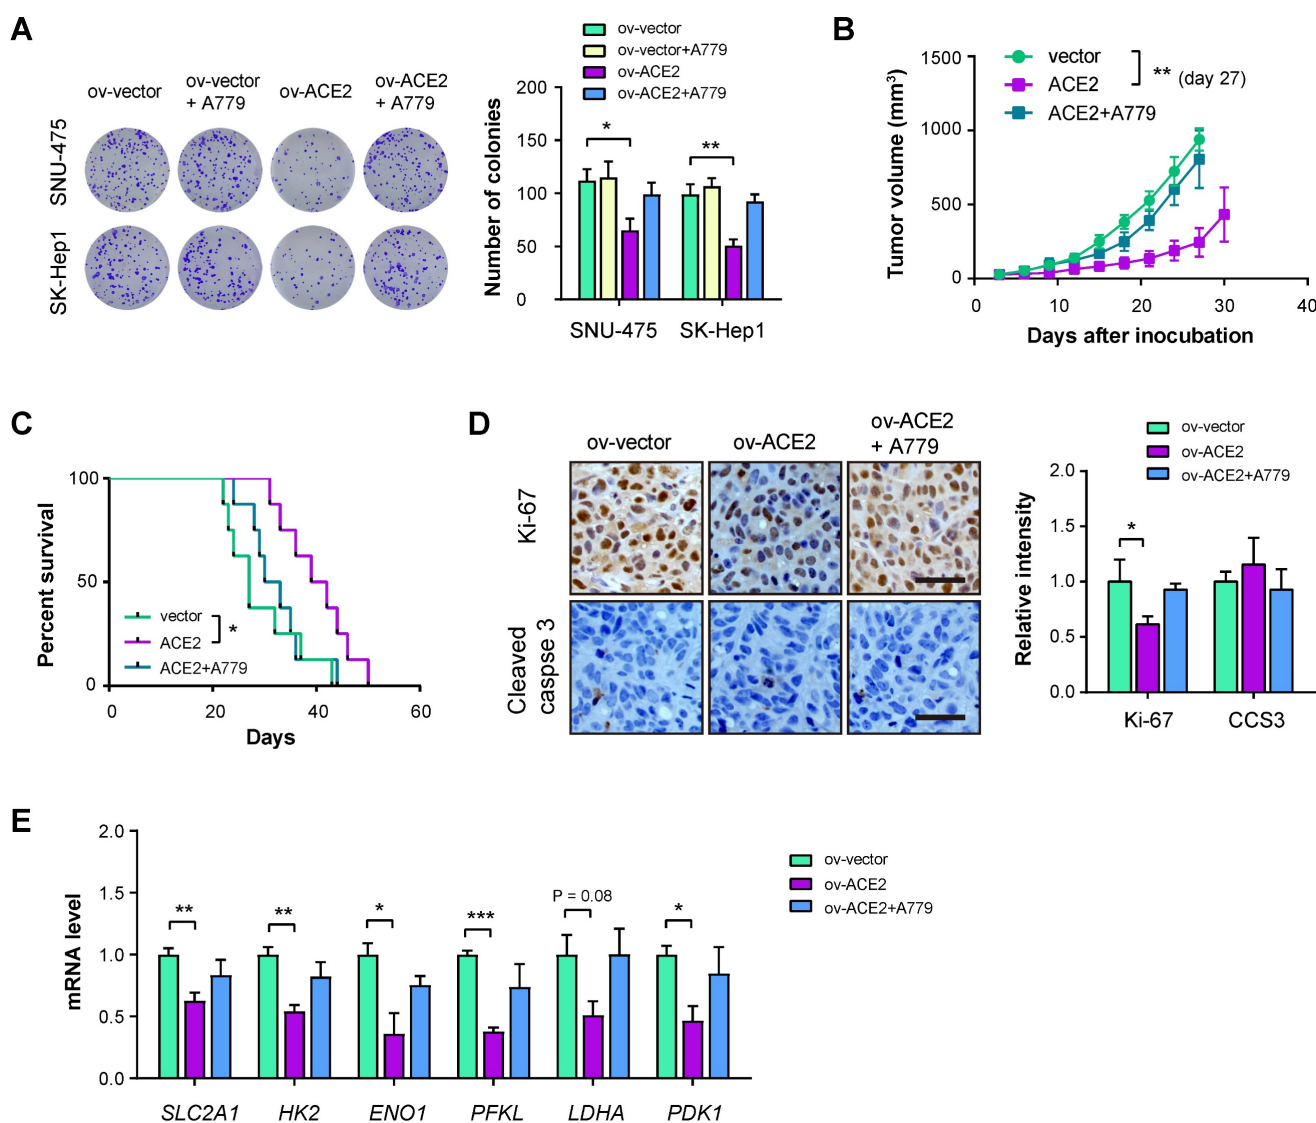 A
ov-vector
ov-vector
+ A779
ov-ACE2
ov-ACE2
+ A779
SNU-475
SK-Hep1
ov-vector
ov-vector+A779
ov-ACE2
ov-ACE2+A779
Number of colonies
200
150
100
50
0
*
**
SNU-475
SK-Hep1
B
vector
ACE2
ACE2+A779
** (day 27)
Tumor volume (mm³)
1500
1000
500
0
0
10
20
30
40
Days after inocubation
C
Percent survival
100
50
0
vector
ACE2
ACE2+A779
*
0
20
40
60
Days
D
ov-vector
ov-ACE2
ov-ACE2
+ A779
Ki-67
Cleaved
caspse 3
ov-vector
ov-ACE2
ov-ACE2+A779
Relative intensity
2.0
1.5
1.0
0.5
0.0
*
Ki-67
CCS3
E
mRNA level
2.0
1.5
1.0
0.5
0.0
**
**
*
***
P = 0.08
*
ov-vector
ov-ACE2
ov-ACE2+A779
SLC2A1
HK2
ENO1
PFKL
LDHA
PDK1